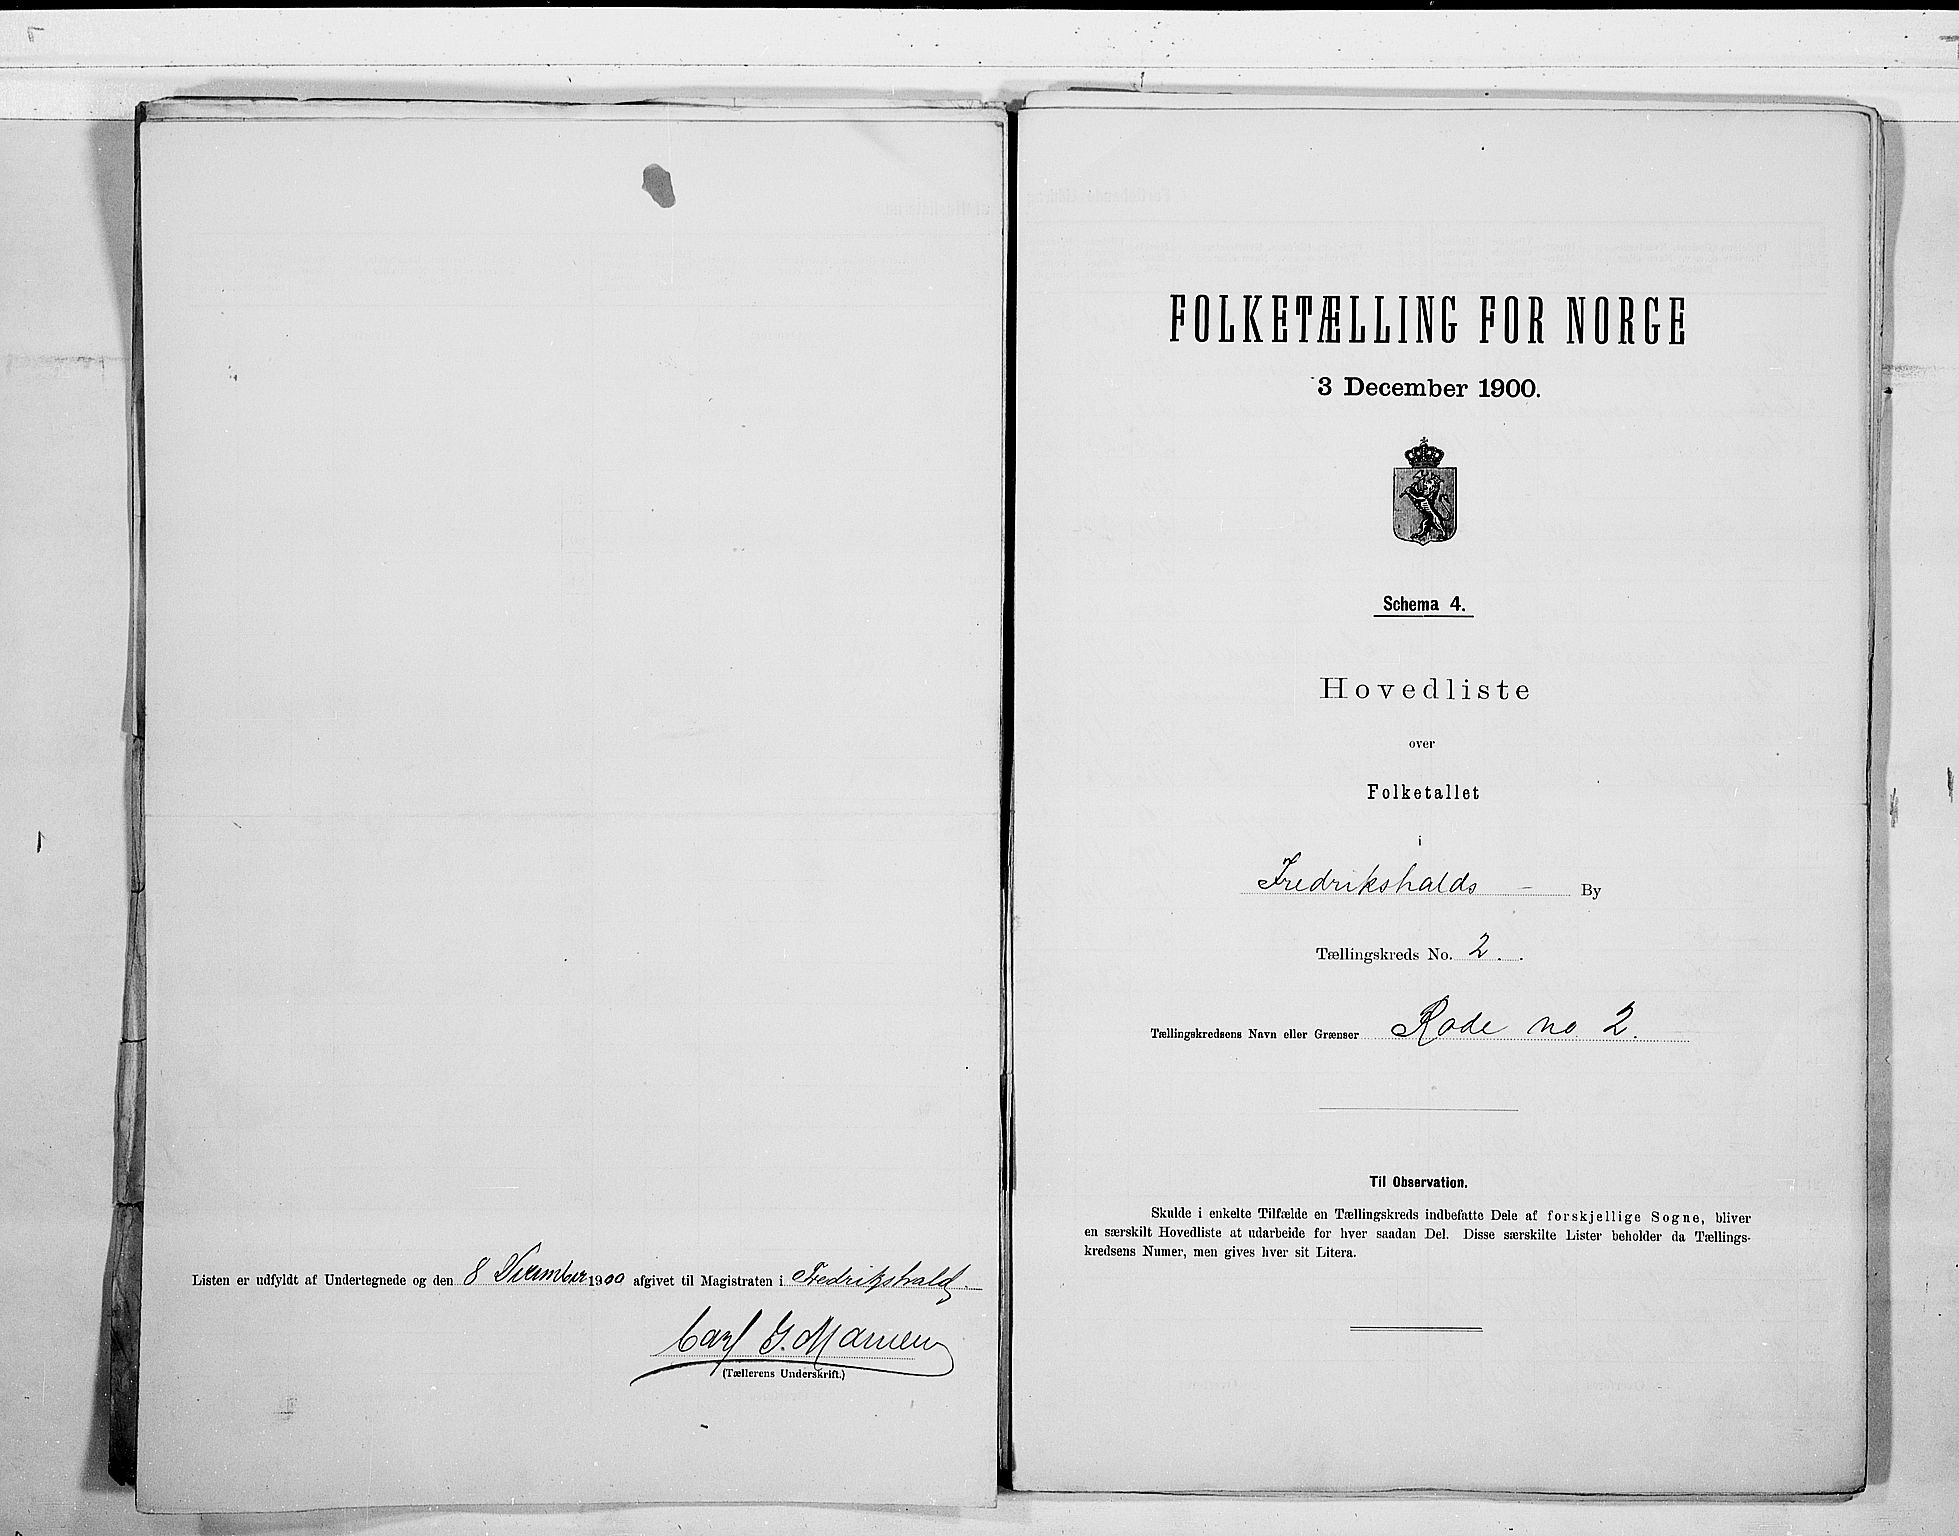 Listen er udfyldt af Undertegnede og den 8 December 1900 afgivet til Magistraten i Fredrikshald.
Carl G.
(Tællerens Underskrift.)
FOLKETÆLLING FOR NORGE
3 December 1900.
Schema 4.
Hovedliste
over
Folketallet
i
Fredrikshalds – By
Tællingskreds No. 2.
Tællingskredsens Navn eller Grænser Rode no 2.
Til Observation.
Skulde i enkelte Tilfælde en Tællingskreds indbefatte Dele af forskjellige Sogne, bliver
en særskilt Hovedliste at udarbeide for hver saadan Del. Disse særskilte Lister beholder da Tællings-
kredsens Numer, men gives hver sit Litera.